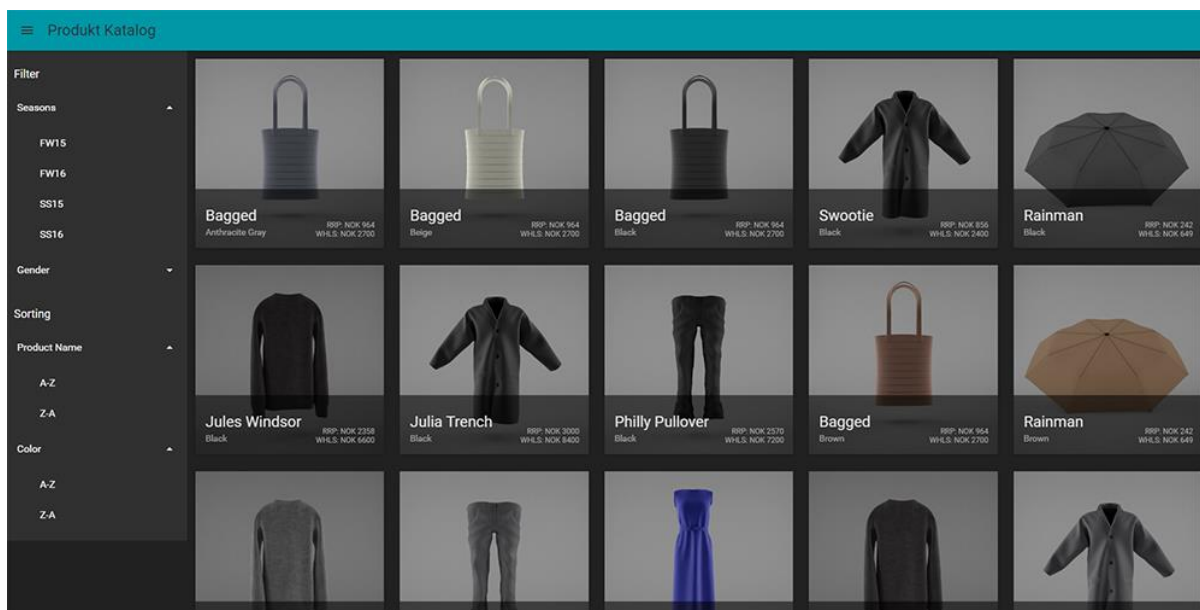 Produkt Katalog
Filter
Seasons
FW15
FW16
SS15
SS16
Gender
Sorting
Product Name
A-Z
Z-A
Color
A-Z
Z-A
Bagged
Anthracite Gray
RRP: NOK 964
WHLS: NOK 2700
Bagged
Beige
RRP: NOK 964
WHLS: NOK 2700
Bagged
Black
RRP: NOK 964
WHLS: NOK 2700
Swootie
Black
RRP: NOK 856
WHLS: NOK 2400
Rainman
Black
RRP: NOK 242
WHLS: NOK 649
Jules Windsor
Black
RRP: NOK 2358
WHLS: NOK 6600
Julia Trench
Black
RRP: NOK 3000
WHLS: NOK 8400
Philly Pullover
Black
RRP: NOK 2570
WHLS: NOK 7200
Bagged
Brown
RRP: NOK 964
WHLS: NOK 2700
Rainman
Brown
RRP: NOK 242
WHLS: NOK 649